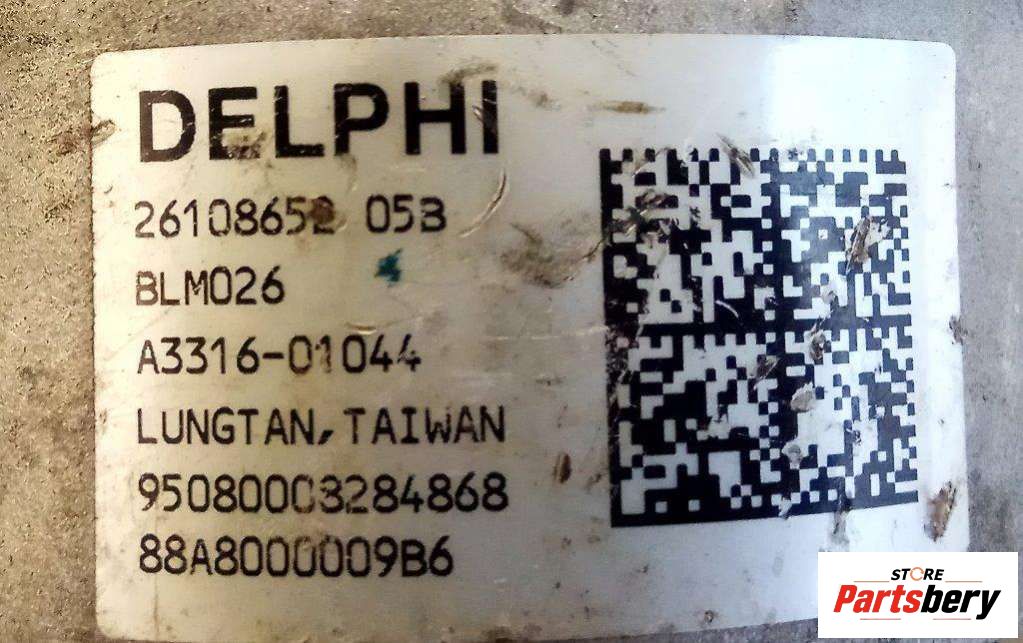 DELPHI
26108652 05B
BLM026
A3316-01044
LUNGTAN, TAIWAN
95080003284868
88A8000009B6
STORE
Partsbery